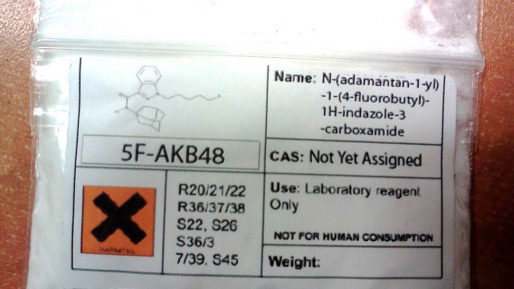 Name: N-(adamantan-1-yl)
-1-(4-fluorobutyl)-
1H-indazole-3
-carboxamide
5F-AKB48
CAS: Not Yet Assigned
R20/21/22
R36/37/38
S22, S26
S36/3
7/39. S45
Use: Laboratory reagent
Only
NOT FOR HUMAN CONSUMPTION
Weight: